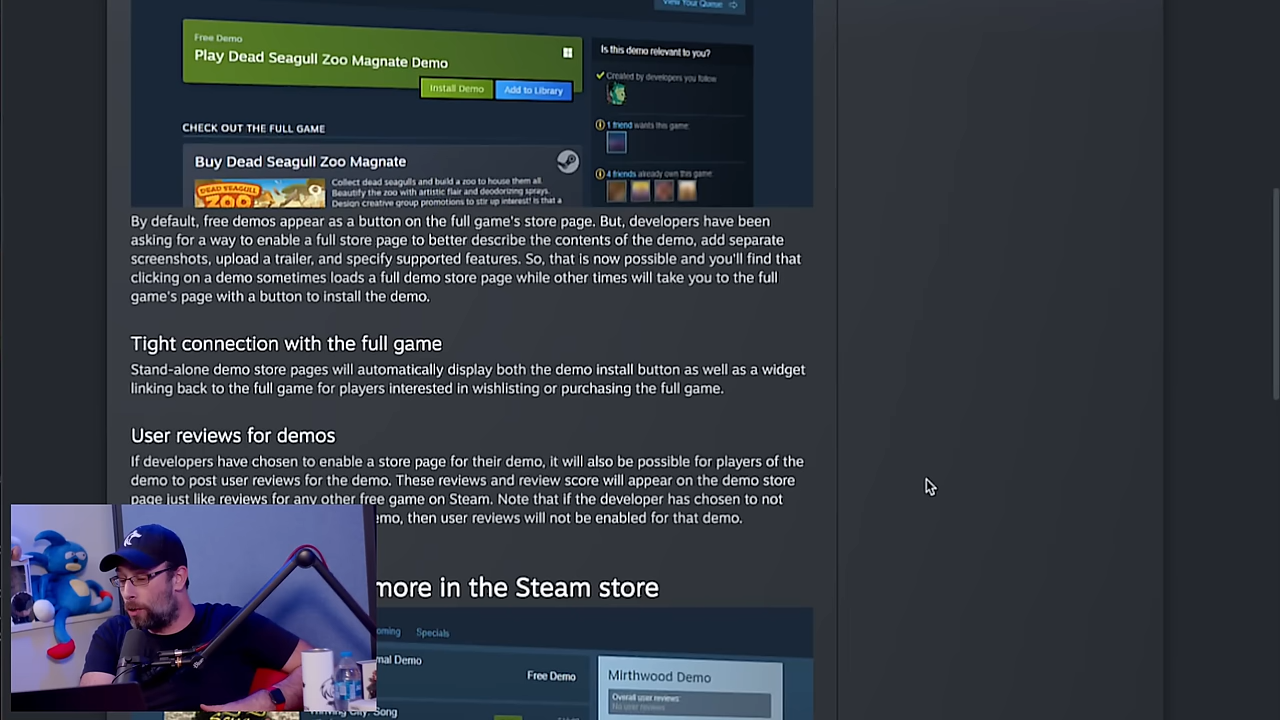 View Your Queue
Free Demo
Play Dead Seagull Zoo Magnate Demo
Install Demo
Add to Library
Is this demo relevant to you?
Created by developers you follow
1 friend wants this game:
4 friends already own this game:
CHECK OUT THE FULL GAME
Buy Dead Seagull Zoo Magnate
DEAD SEAGULL
ZOO
Collect dead seagulls and build a zoo to house them all.
Beautify the zoo with artistic flair and deodorizing sprays.
Design creative group promotions to stir up interest! Is that a
By default, free demos appear as a button on the full game's store page. But, developers have been
asking for a way to enable a full store page to better describe the contents of the demo, add separate
screenshots, upload a trailer, and specify supported features. So, that is now possible and you'll find that
clicking on a demo sometimes loads a full demo store page while other times will take you to the full
game's page with a button to install the demo.
Tight connection with the full game
Stand-alone demo store pages will automatically display both the demo install button as well as a widget
linking back to the full game for players interested in wishlisting or purchasing the full game.
User reviews for demos
If developers have chosen to enable a store page for their demo, it will also be possible for players of the
demo to post user reviews for the demo. These reviews and review score will appear on the demo store
page just like reviews for any other free game on Steam. Note that if the developer has chosen to not
emo, then user reviews will not be enabled for that demo.
more in the Steam store
oming
Specials
mal Demo
Free Demo
Mirthwood Demo
Overall user reviews:
No user reviews
City: Song